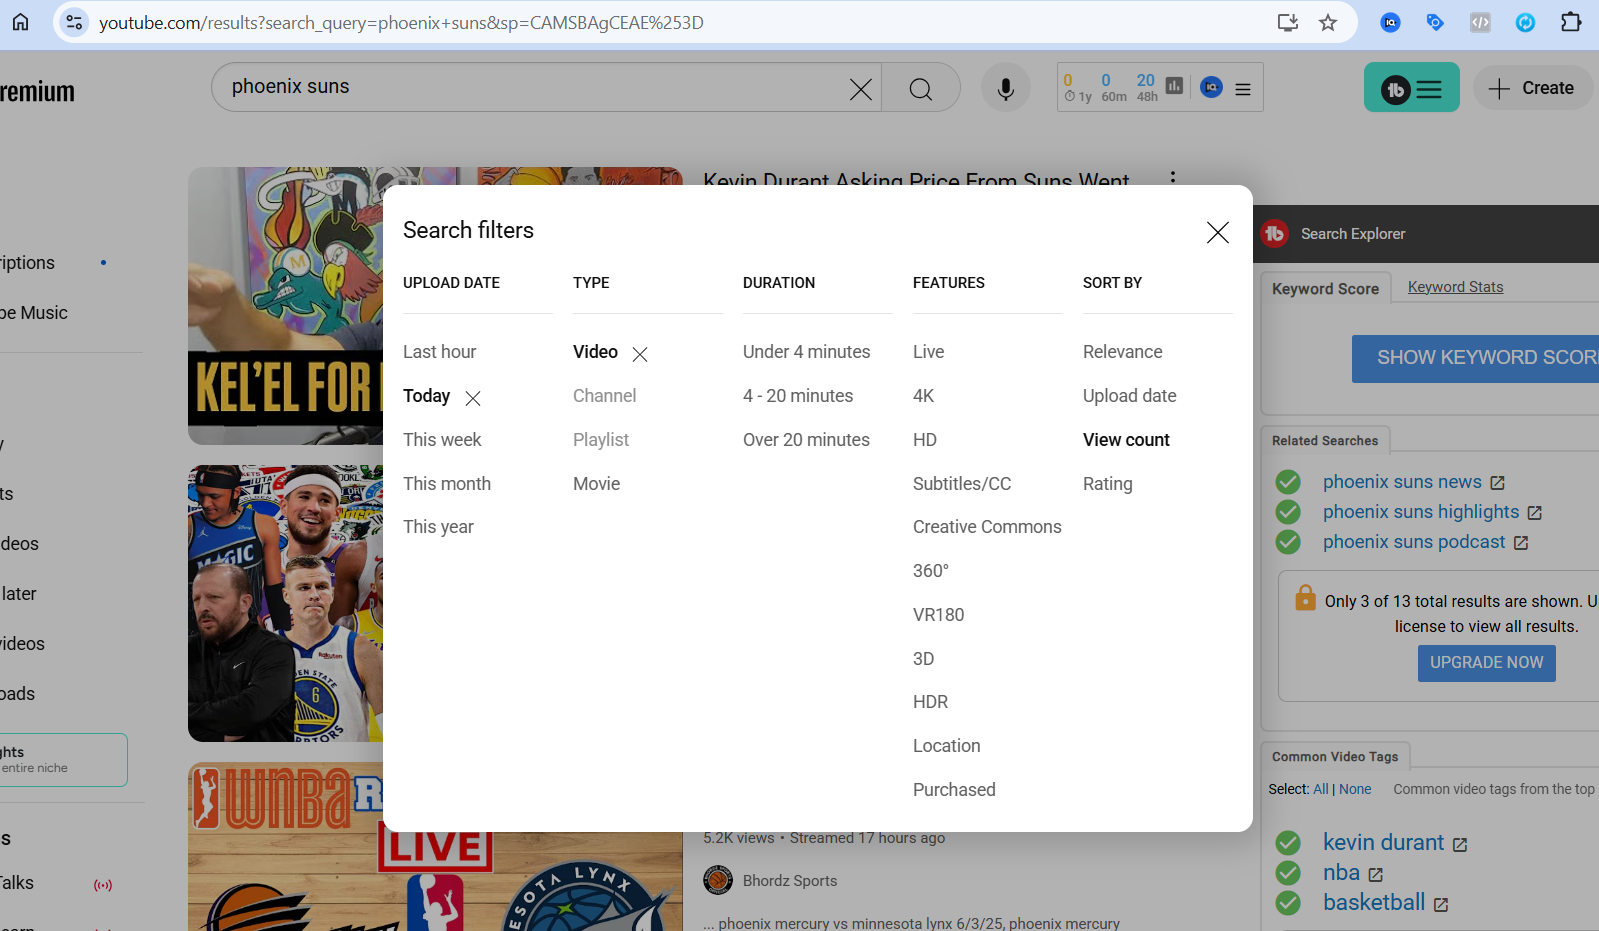 youtube.com/results?search_query=phoenix+suns&sp=CAMSBAgCEAE%253D
remium
phoenix suns
0 0 20
1y 60m 48h
Create
Kevin Durant Asking Price From Suns Went
riptions
be Music
y
ts
deos
later
videos
oads
ghts
entire niche
s
Talks
earn
KEL'EL FOR
MAGIC
6
WNBA
LIVE
ESOTA LYNX
Search filters
UPLOAD DATE
Last hour
Today
This week
This month
This year
TYPE
Video
Channel
Playlist
Movie
DURATION
Under 4 minutes
4 - 20 minutes
Over 20 minutes
FEATURES
Live
4K
HD
Subtitles/CC
Creative Commons
360°
VR180
3D
HDR
Location
Purchased
SORT BY
Relevance
Upload date
View count
Rating
5.2K views • Streamed 17 hours ago
Bhordz Sports
... phoenix mercury vs minnesota lynx 6/3/25, phoenix mercury
Search Explorer
Keyword Score
Keyword Stats
SHOW KEYWORD SCOR
Related Searches
phoenix suns news
phoenix suns highlights
phoenix suns podcast
Only 3 of 13 total results are shown. U
license to view all results.
UPGRADE NOW
Common Video Tags
Select: All | None Common video tags from the top
kevin durant
nba
basketball